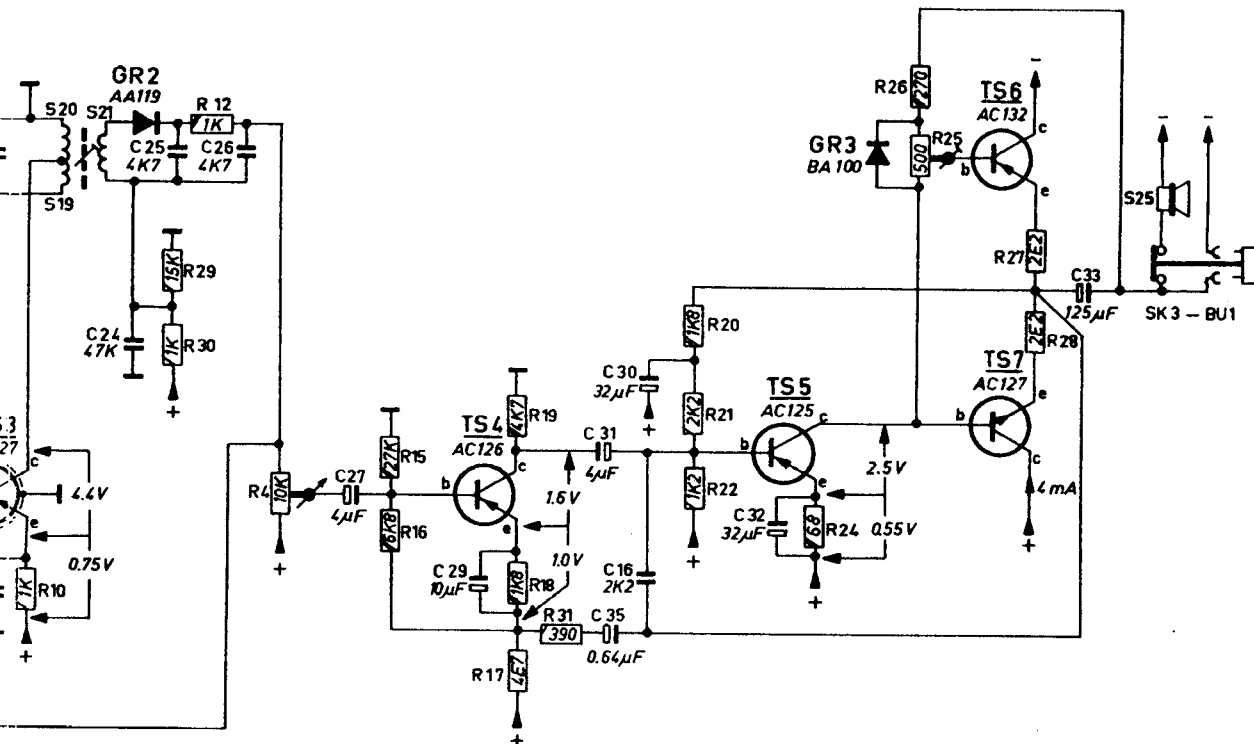 GR2
AA119
S20
S21
R 12
1K
C25
4K7
C26
4K7
S19
R29
15K
C24
47K
R30
1K
+
27
c
4.4V
e
0.75V
R10
1K
+
R4
10K
+
C27
4µF
R15
27K
R16
6K8
TS4
AC126
b
c
e
R19
4K7
1.6V
1.0V
C29
10µF
R18
1K8
R31
390
C35
0.64µF
R17
4E7
+
C31
4µF
C30
32µF
+
R20
1K8
R21
2K2
R22
1K2
+
C16
2K2
TS5
AC125
b
c
e
C32
32µF
R24
68
+
2.5V
0.55V
R26
270
GR3
BA100
R25
500
TS6
AC132
b
c
e
-
R27
2E2
R28
2E2
C33
125µF
TS7
AC127
b
e
c
4mA
+
S25
-
-
SK3 - BU1